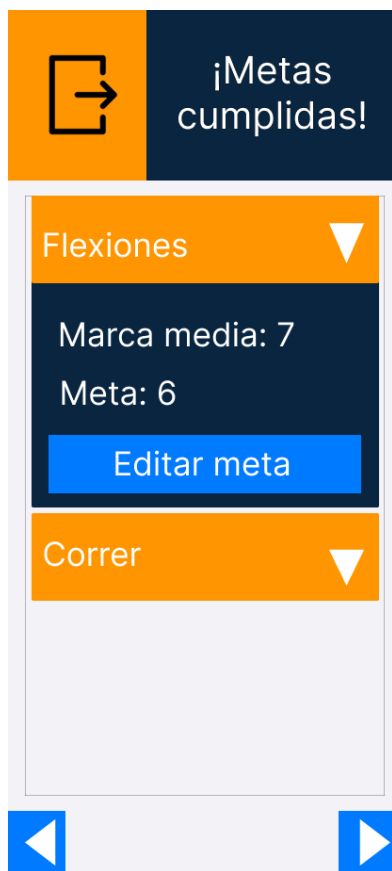 ¡Metas
cumplidas!
Flexiones
Marca media: 7
Meta: 6
Editar meta
Correr